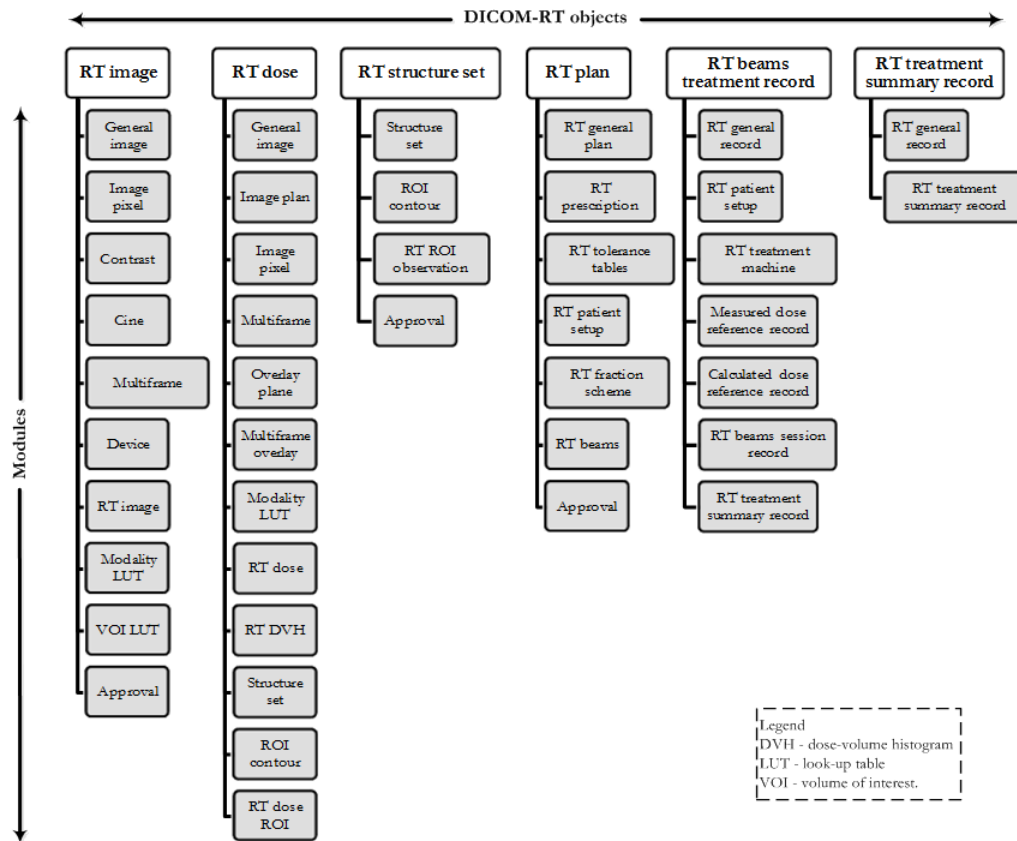 DICOM-RT objects
Modules
RT image
General
image
Image
pixel
Contrast
Cine
Multiframe
Device
RT image
Modality
LUT
VOI LUT
Approval
RT dose
General
image
Image plan
Image
pixel
Multiframe
Overlay
plane
Multiframe
overlay
Modality
LUT
RT dose
RT DVH
Structure
set
ROI
contour
RT dose
ROI
RT structure set
Structure
set
ROI
contour
RT ROI
observation
Approval
RT plan
RT general
plan
RT
prescription
RT tolerance
tables
RT patient
setup
RT fraction
scheme
RT beams
Approval
RT beams
treatment record
RT general
record
RT patient
setup
RT treatment
machine
Measured dose
reference record
Calculated dose
reference record
RT beams session
record
RT treatment
summary record
RT treatment
summary record
RT general
record
RT treatment
summary record
Legend
DVH - dose-volume histogram
LUT - look-up table
VOI - volume of interest.